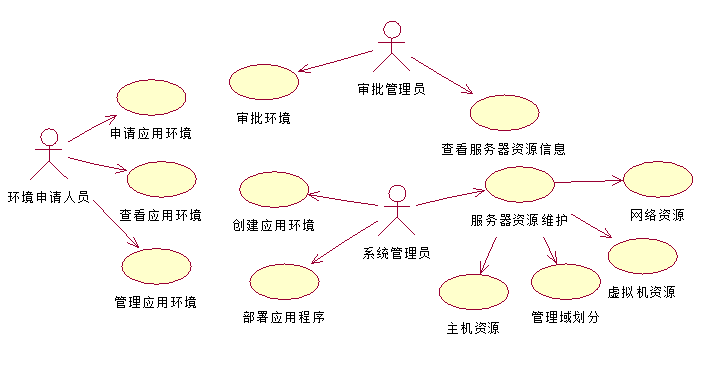 审批管理员
审批环境
申请应用环境
查看服务器资源信息
环境申请人员
查看应用环境
创建应用环境
服务器资源维护
网络资源
系统管理员
管理应用环境
部署应用程序
主机资源
管理域划分
虚拟机资源